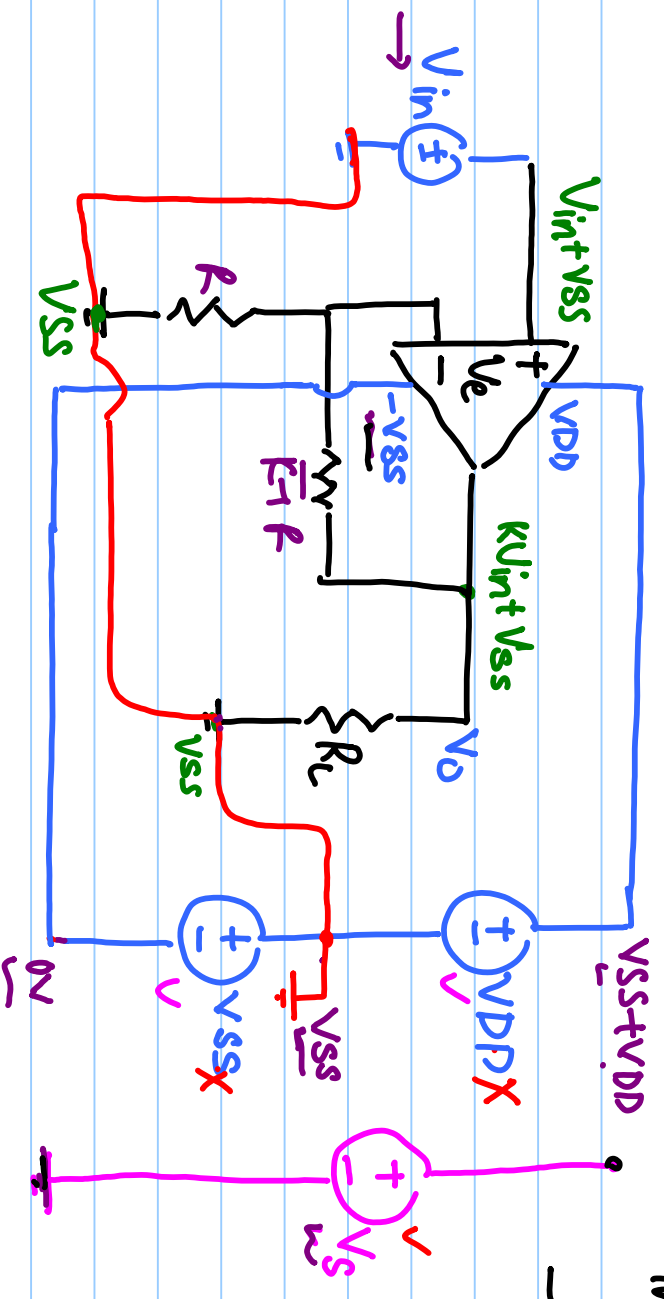 Vin
+
-
Vin+VSS
VSS
R
+
-
Ve
VDD
-VSS
K-1 R
KVin+Vss
Vo
RL
VSS
VSS+VDD
+
-
VDD
X
VSS
+
-
VSS
X
0V
+
-
VS